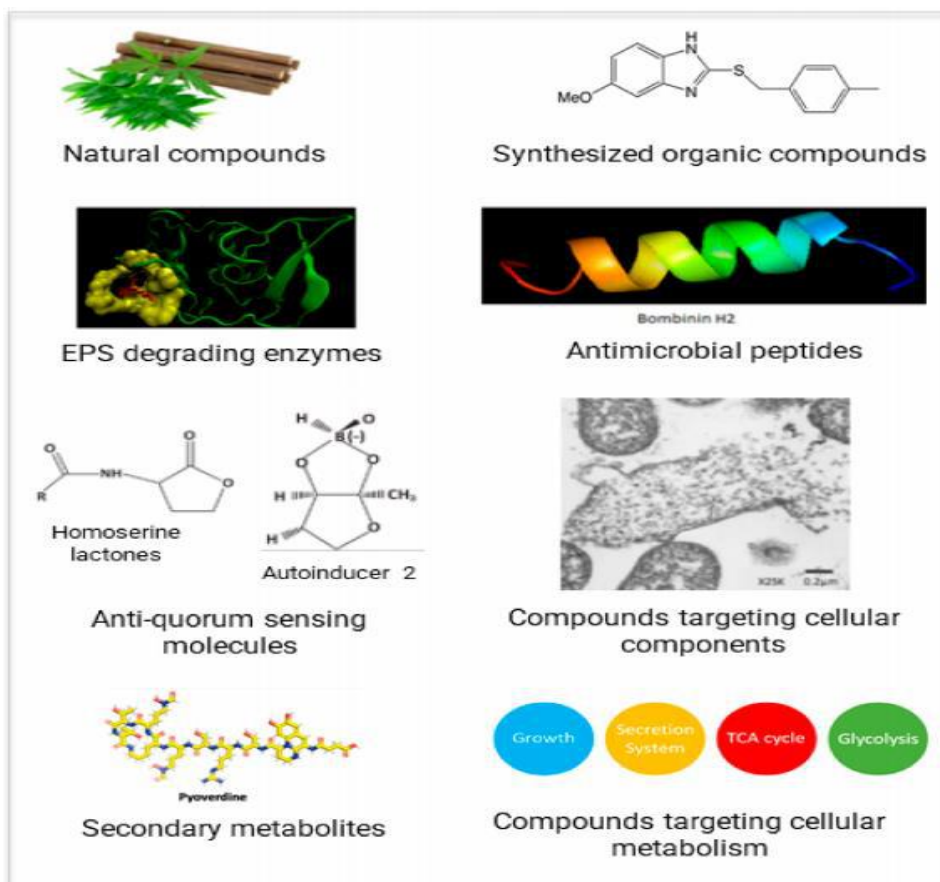 H
N
S
N
MeO
Natural compounds
Synthesized organic compounds
Bombinin H2
EPS degrading enzymes
Antimicrobial peptides
O
O
NH
O
R
Homoserine
lactones
H
O
B(-)
O
O
H
CH₃
O
H
Autoinducer 2
X25K
0.2µm
Anti-quorum sensing
molecules
Compounds targeting cellular
components
Pyoverdine
Secondary metabolites
Growth
Secretion
System
TCA cycle
Glycolysis
Compounds targeting cellular
metabolism